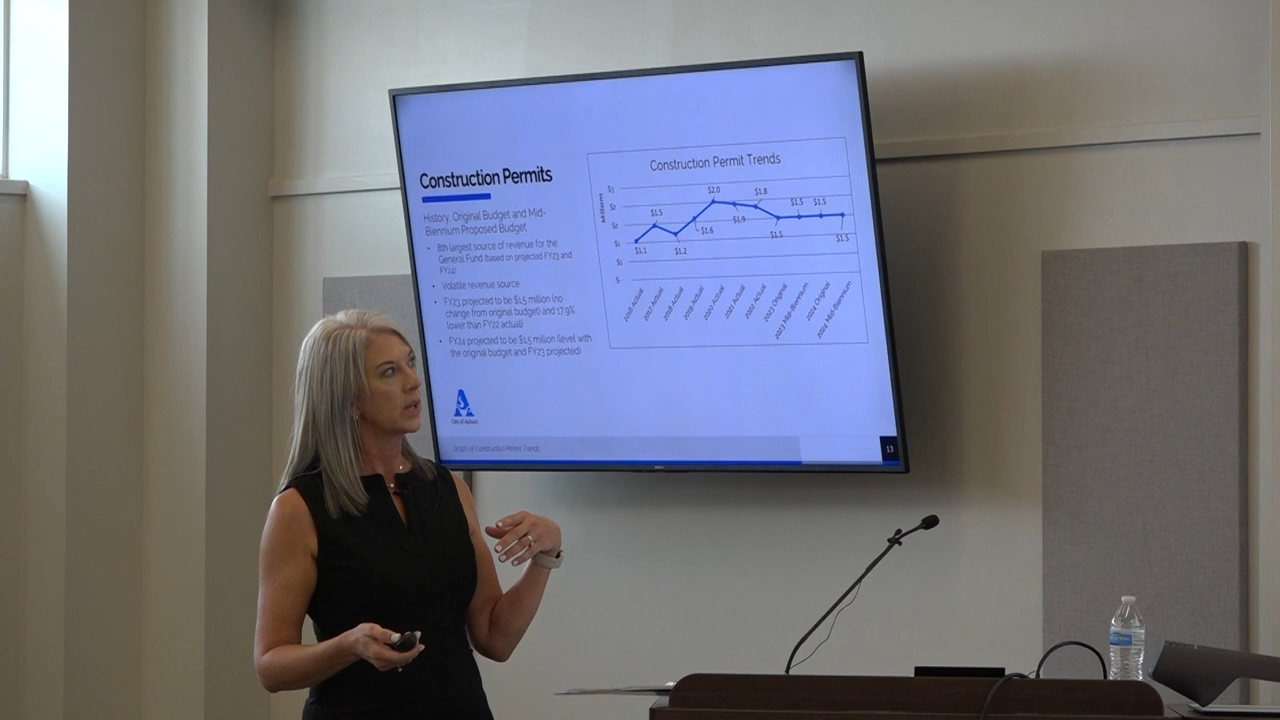 Construction Permits
History, Original Budget and Mid-
Biennium Proposed Budget
• 8th largest source of revenue for the
General Fund (based on projected FY23 and
FY24)
• Volatile revenue source
• FY23 projected to be $1.5 million (no
change from original budget) and 17.9%
lower than FY22 actual)
• FY24 projected to be $1.5 million (level with
the original budget and FY23 projected)
City of Auburn
Graph of Construction Permit Trends
Construction Permit Trends
Millions
$3
$2
$2
$1
$1
$-
$1.1
$1.5
$1.2
$1.6
$2.0
$1.9
$1.8
$1.5
$1.5
$1.5
$1.5
2016 Actual
2017 Actual
2018 Actual
2019 Actual
2020 Actual
2021 Actual
2022 Actual
2023 Original
2023 Mid-Biennium
2024 Original
2024 Mid-Biennium
13